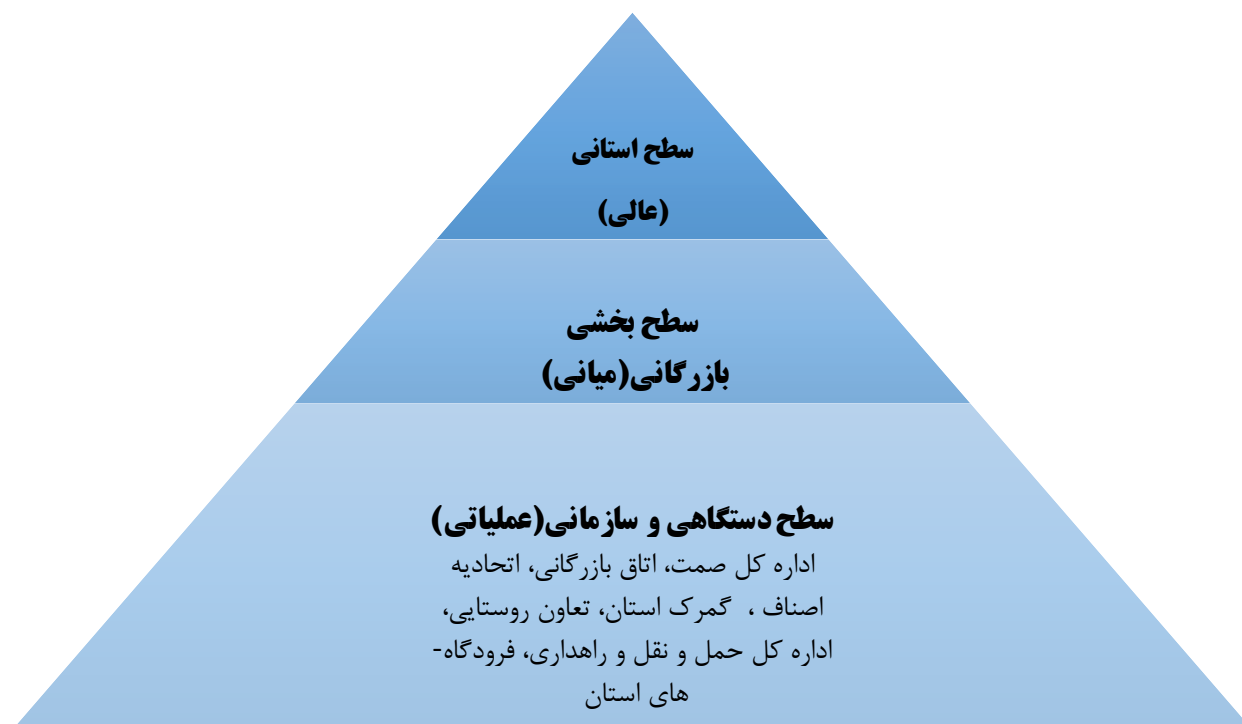 سطح استانی
(عالی)
سطح بخشی
بازرگانی(میانی)
سطح دستگاهی و سازمانی(عملیاتی)
اداره کل صمت، اتاق بازرگانی، اتحادیه
اصناف ، گمرک استان، تعاون روستایی،
اداره کل حمل و نقل و راهداری، فرودگاه-
های استان